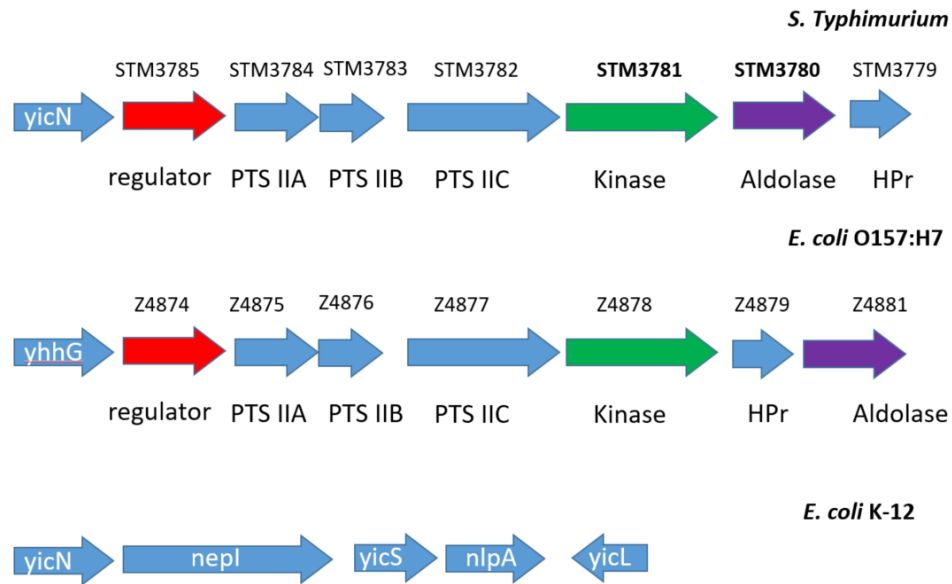 S. Typhimurium
STM3785 STM3784 STM3783 STM3782 STM3781 STM3780 STM3779
yicN
regulator PTS IIA PTS IIB PTS IIC Kinase Aldolase HPr
E. coli O157:H7
Z4874 Z4875 Z4876 Z4877 Z4878 Z4879 Z4881
yhhG
regulator PTS IIA PTS IIB PTS IIC Kinase HPr Aldolase
E. coli K-12
yicN nepI yicS nlpA yicL